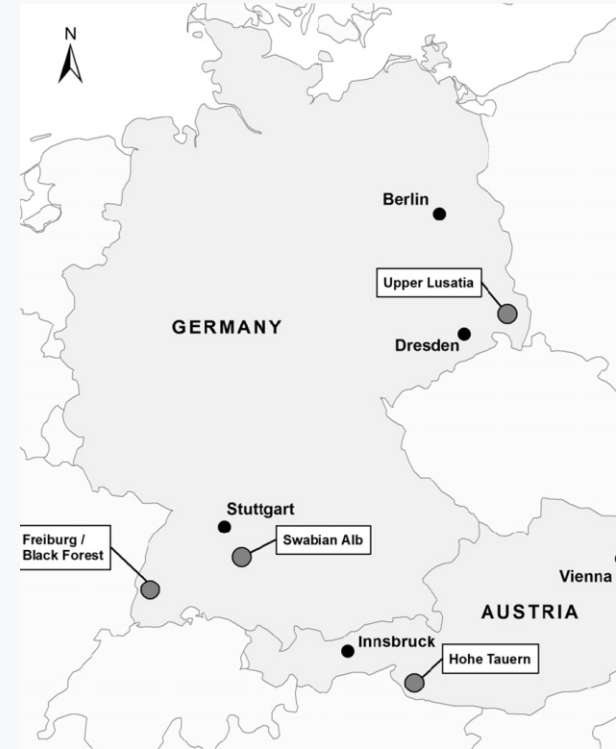 N
Berlin
Upper Lusatia
GERMANY
Dresden
Stuttgart
Freiburg /
Black Forest
Swabian Alb
Vienna
AUSTRIA
Innsbruck
Hohe Tauern